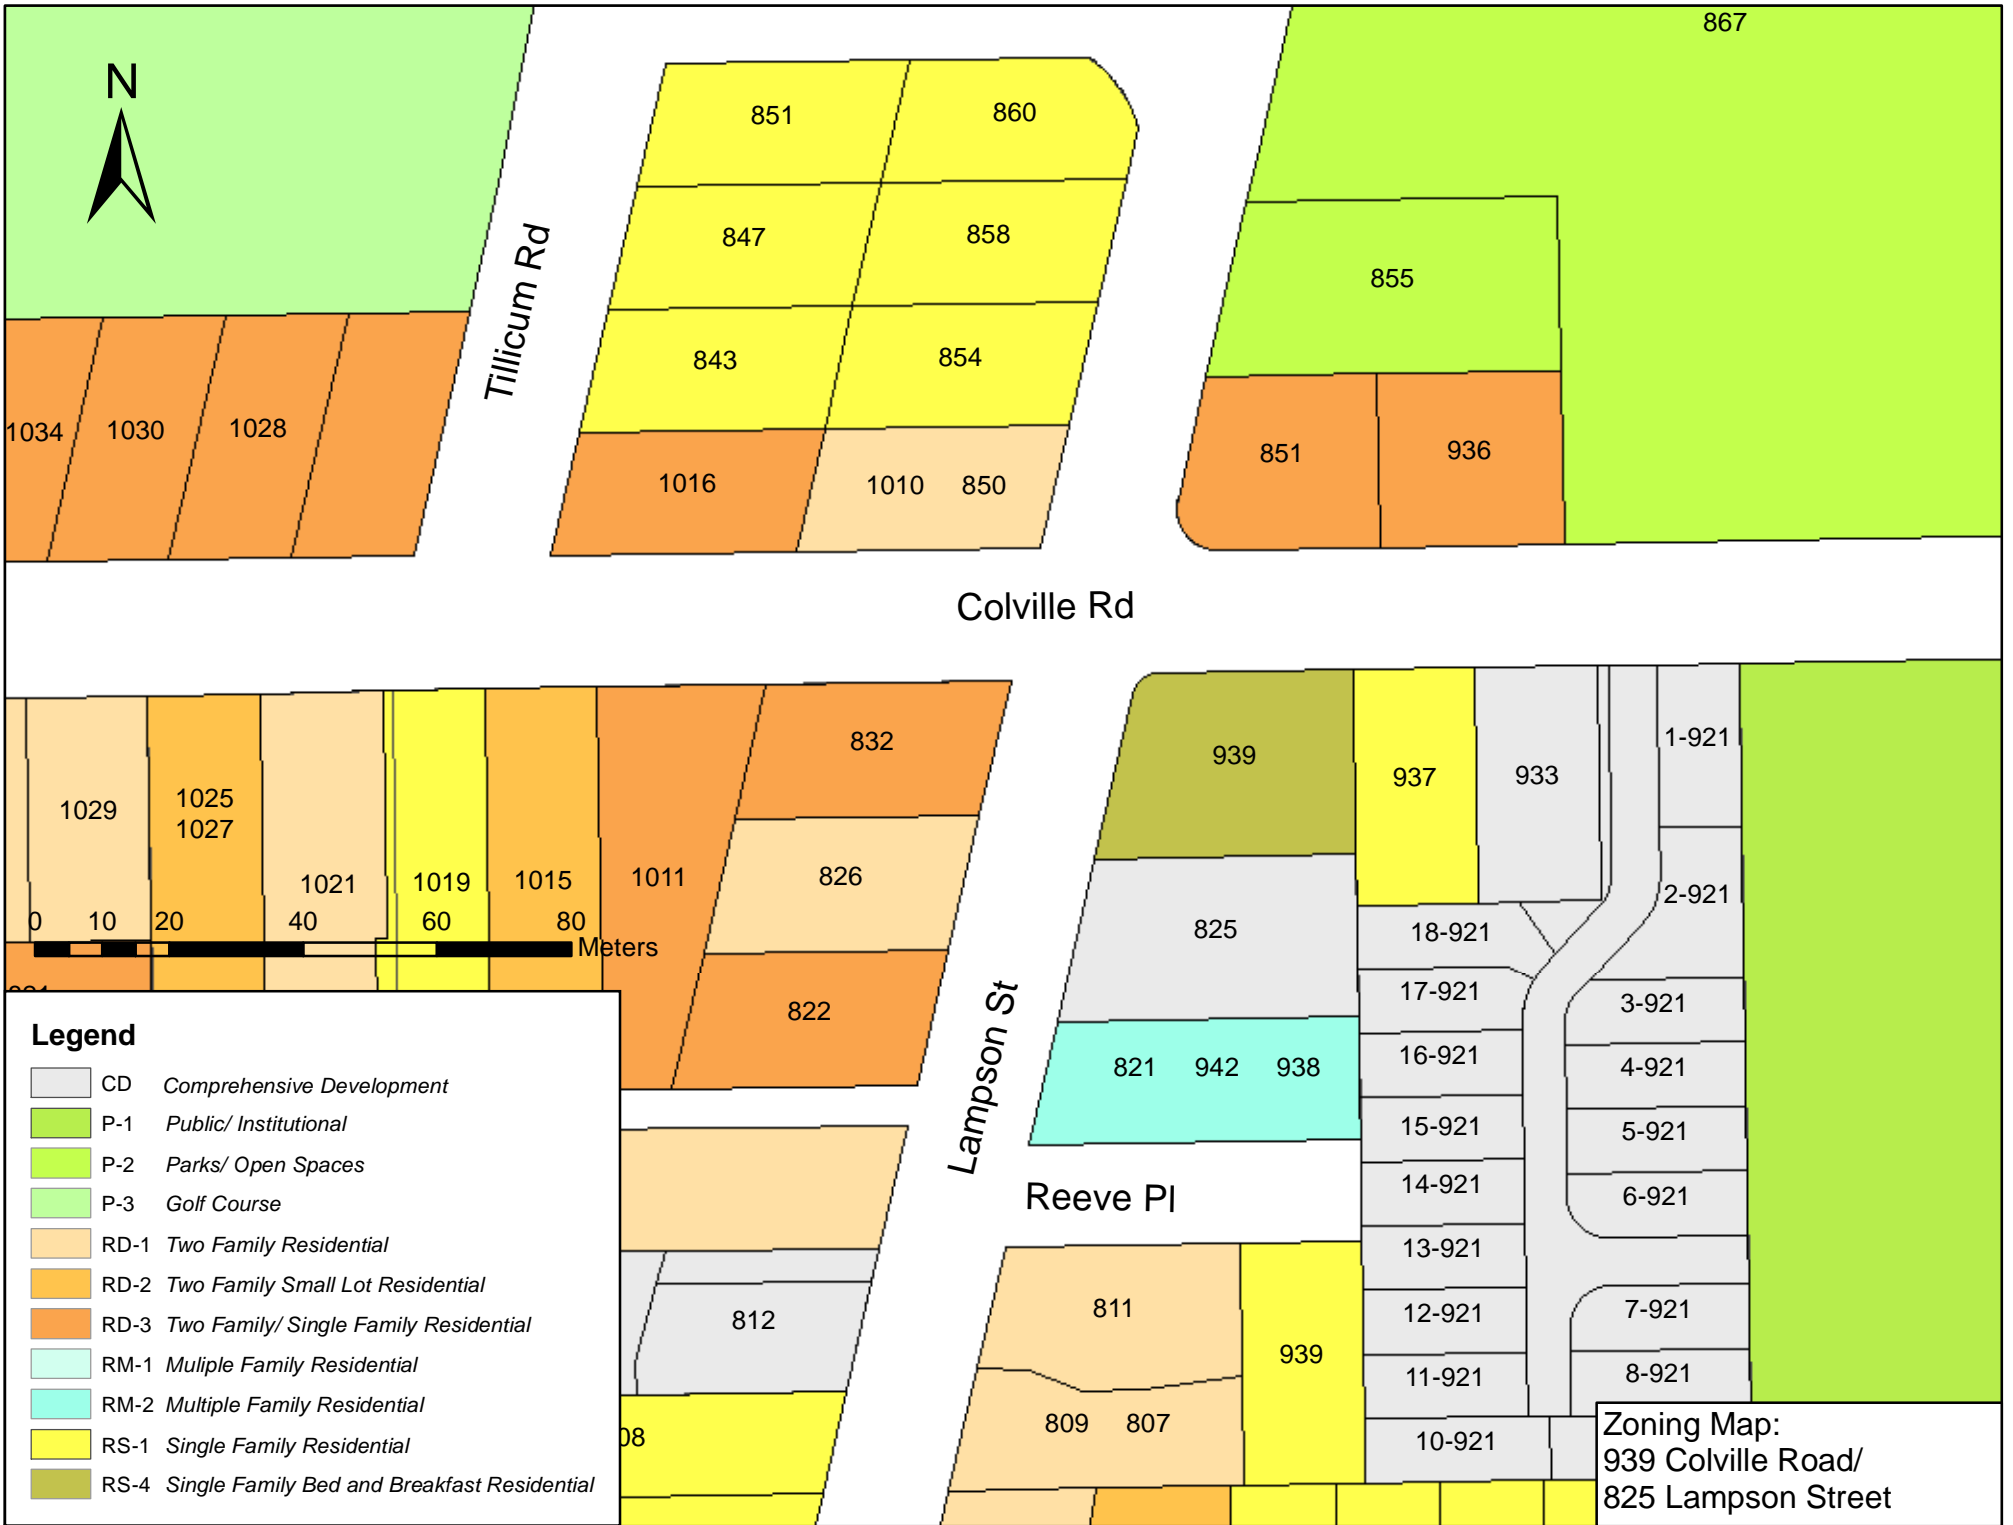 867
N
851
860
847
858
Tillicum Rd
855
843
854
1034
1030
1028
851
936
1016
1010
850
Colville Rd
832
939
937
933
1-921
1029
1025
1027
1021
1019
1015
1011
826
2-921
825
18-921
0 10 20 40 60 80
Meters
17-921
3-921
822
Lampson St
821
942
938
16-921
4-921
15-921
5-921
14-921
6-921
Reeve Pl
13-921
811
12-921
7-921
812
939
11-921
8-921
809
807
10-921
08
Legend
CD Comprehensive Development
P-1 Public/ Institutional
P-2 Parks/ Open Spaces
P-3 Golf Course
RD-1 Two Family Residential
RD-2 Two Family Small Lot Residential
RD-3 Two Family/ Single Family Residential
RM-1 Muliple Family Residential
RM-2 Multiple Family Residential
RS-1 Single Family Residential
RS-4 Single Family Bed and Breakfast Residential
Zoning Map:
939 Colville Road/
825 Lampson Street